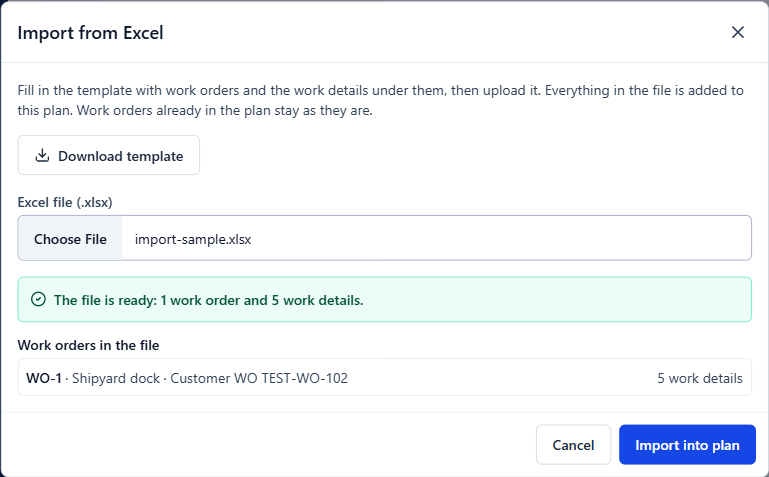 Import from Excel
Fill in the template with work orders and the work details under them, then upload it. Everything in the file is added to
this plan. Work orders already in the plan stay as they are.
Download template
Excel file (.xlsx)
Choose File import-sample.xlsx
The file is ready: 1 work order and 5 work details.
Work orders in the file
WO-1 · Shipyard dock · Customer WO TEST-WO-102 5 work details
Cancel Import into plan